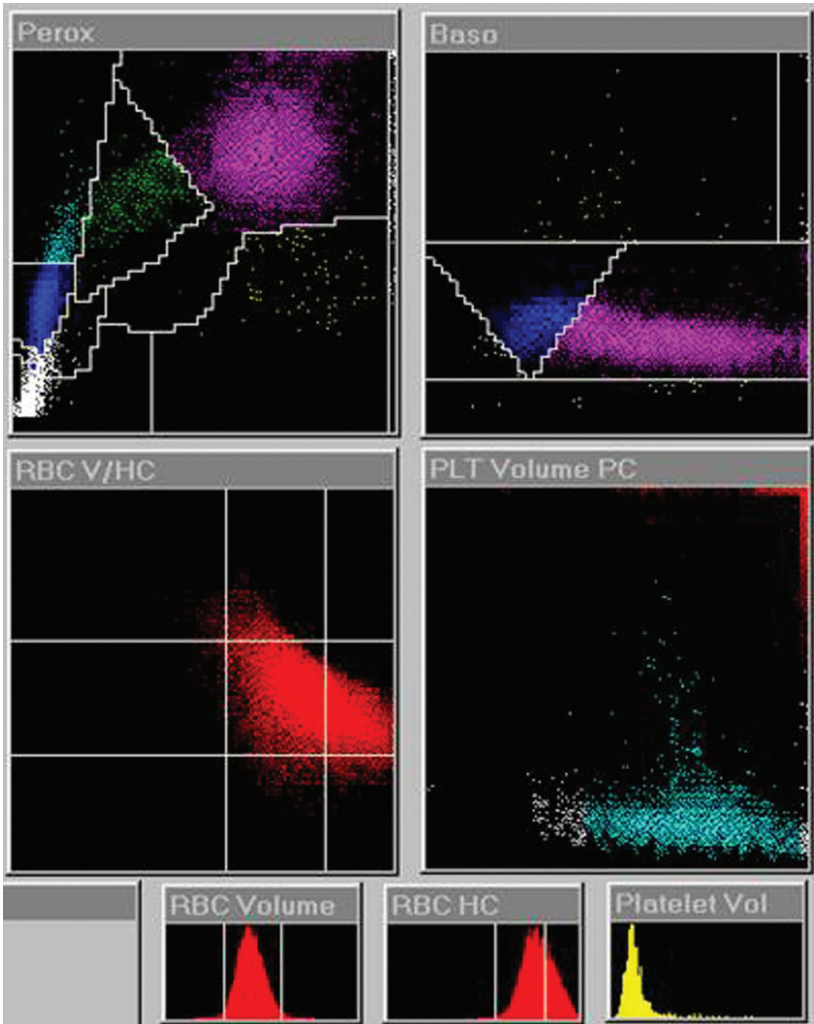 Perox
Baso
RBC V/HC
PLT Volume PC
RBC Volume
RBC HC
Platelet Vol